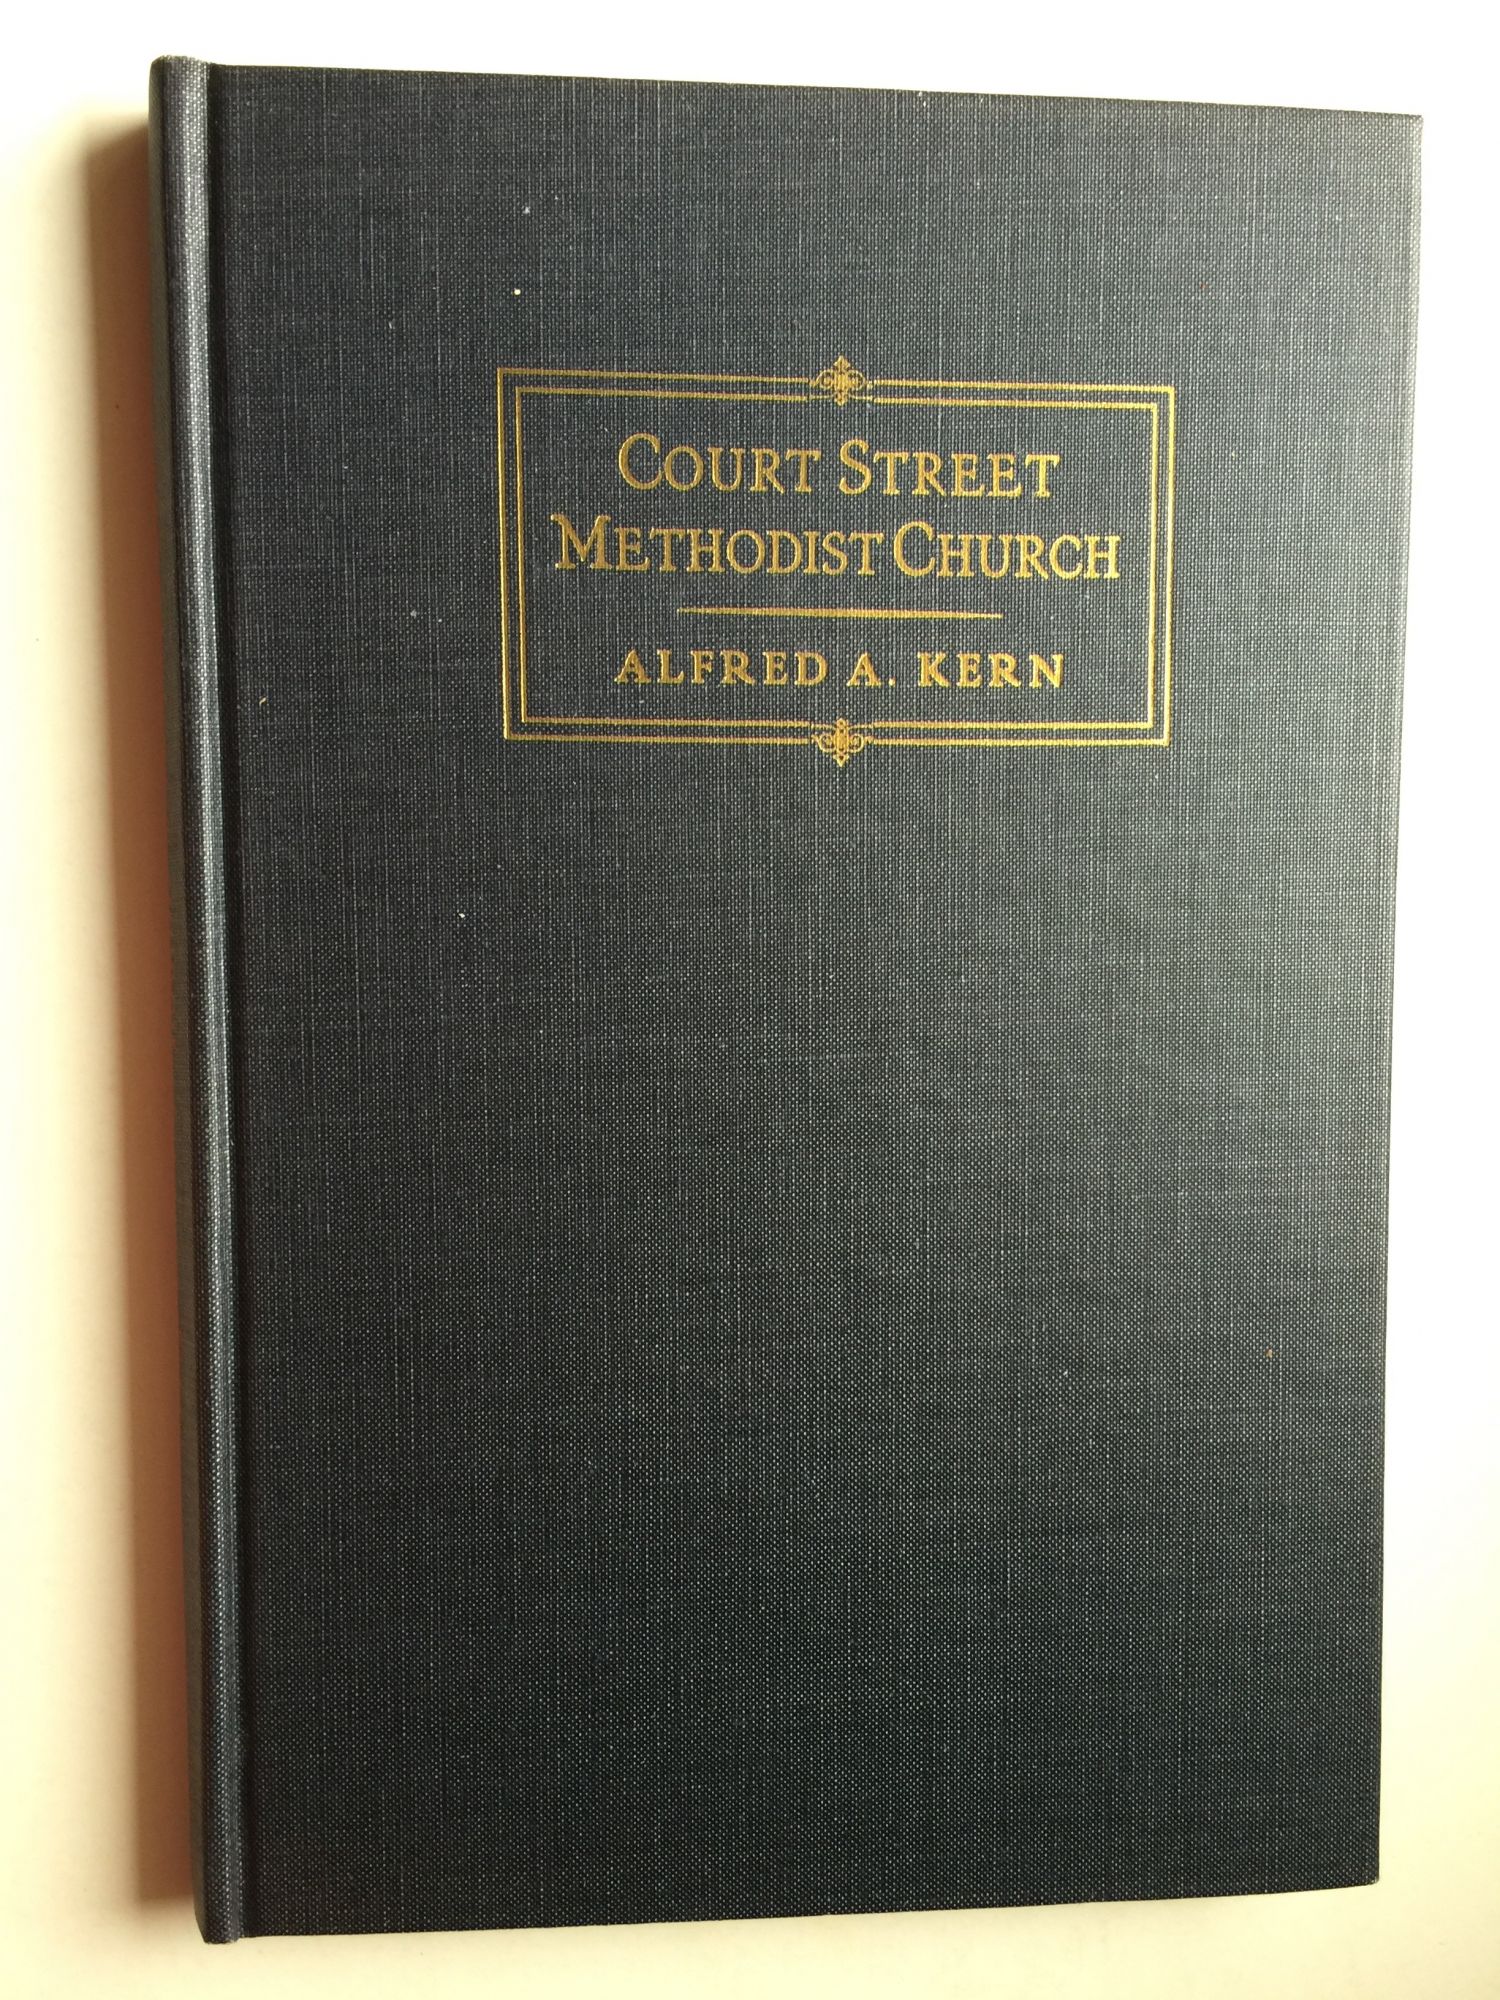 COURT STREET
METHODIST CHURCH
ALFRED A. KERN